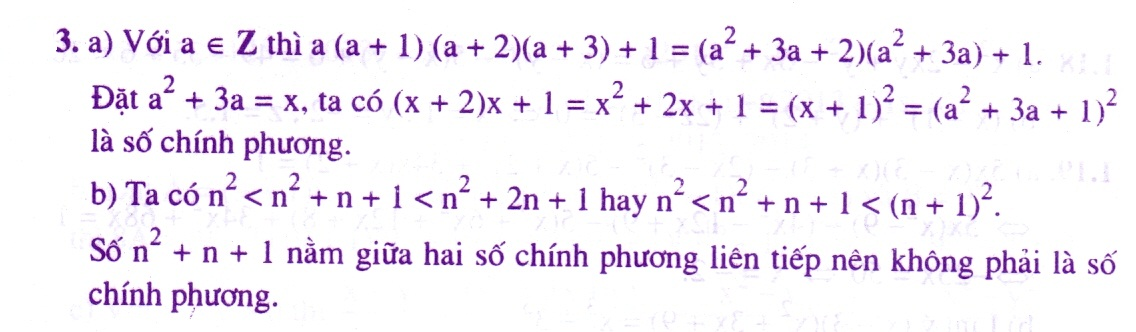 3. a) Với a ∈ Z thì a (a + 1) (a + 2)(a + 3) + 1 = (a² + 3a + 2)(a² + 3a) + 1.
Đặt a² + 3a = x, ta có (x + 2)x + 1 = x² + 2x + 1 = (x + 1)² = (a² + 3a + 1)²
là số chính phương.
b) Ta có n² < n² + n + 1 < n² + 2n + 1 hay n² < n² + n + 1 < (n + 1)².
Số n² + n + 1 nằm giữa hai số chính phương liên tiếp nên không phải là số
chính phương.